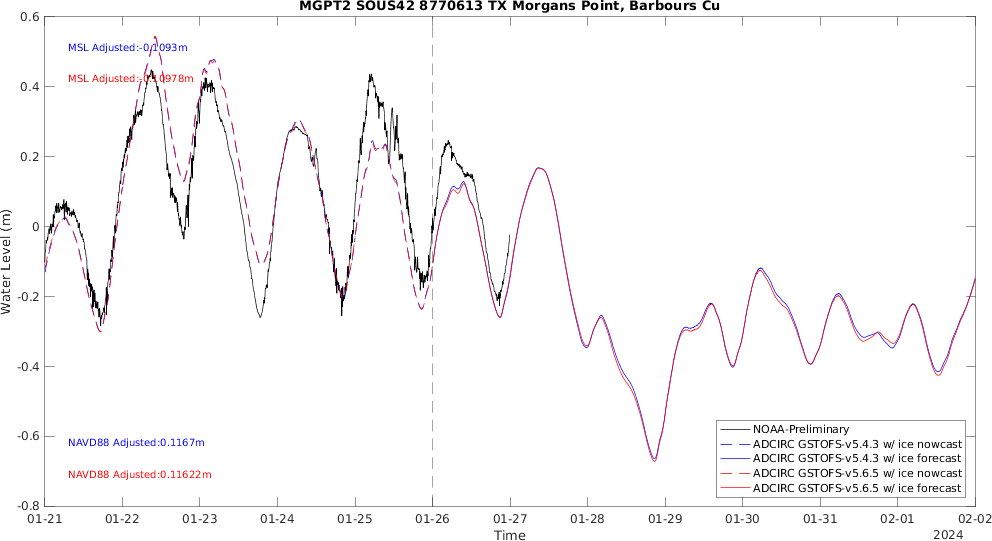 MGPT2 SOUS42 8770613 TX Morgans Point, Barbours Cu
0.6
0.4
0.2
0
-0.2
-0.4
-0.6
-0.8
Water Level (m)
MSL Adjusted:-0.1093m
MSL Adjusted:-0.10978m
NAVD88 Adjusted:0.1167m
NAVD88 Adjusted:0.11622m
NOAA-Preliminary
ADCIRC GSTOFS-v5.4.3 w/ ice nowcast
ADCIRC GSTOFS-v5.4.3 w/ ice forecast
ADCIRC GSTOFS-v5.6.5 w/ ice nowcast
ADCIRC GSTOFS-v5.6.5 w/ ice forecast
01-21 01-22 01-23 01-24 01-25 01-26 01-27 01-28 01-29 01-30 01-31 02-01 02-02
Time
2024